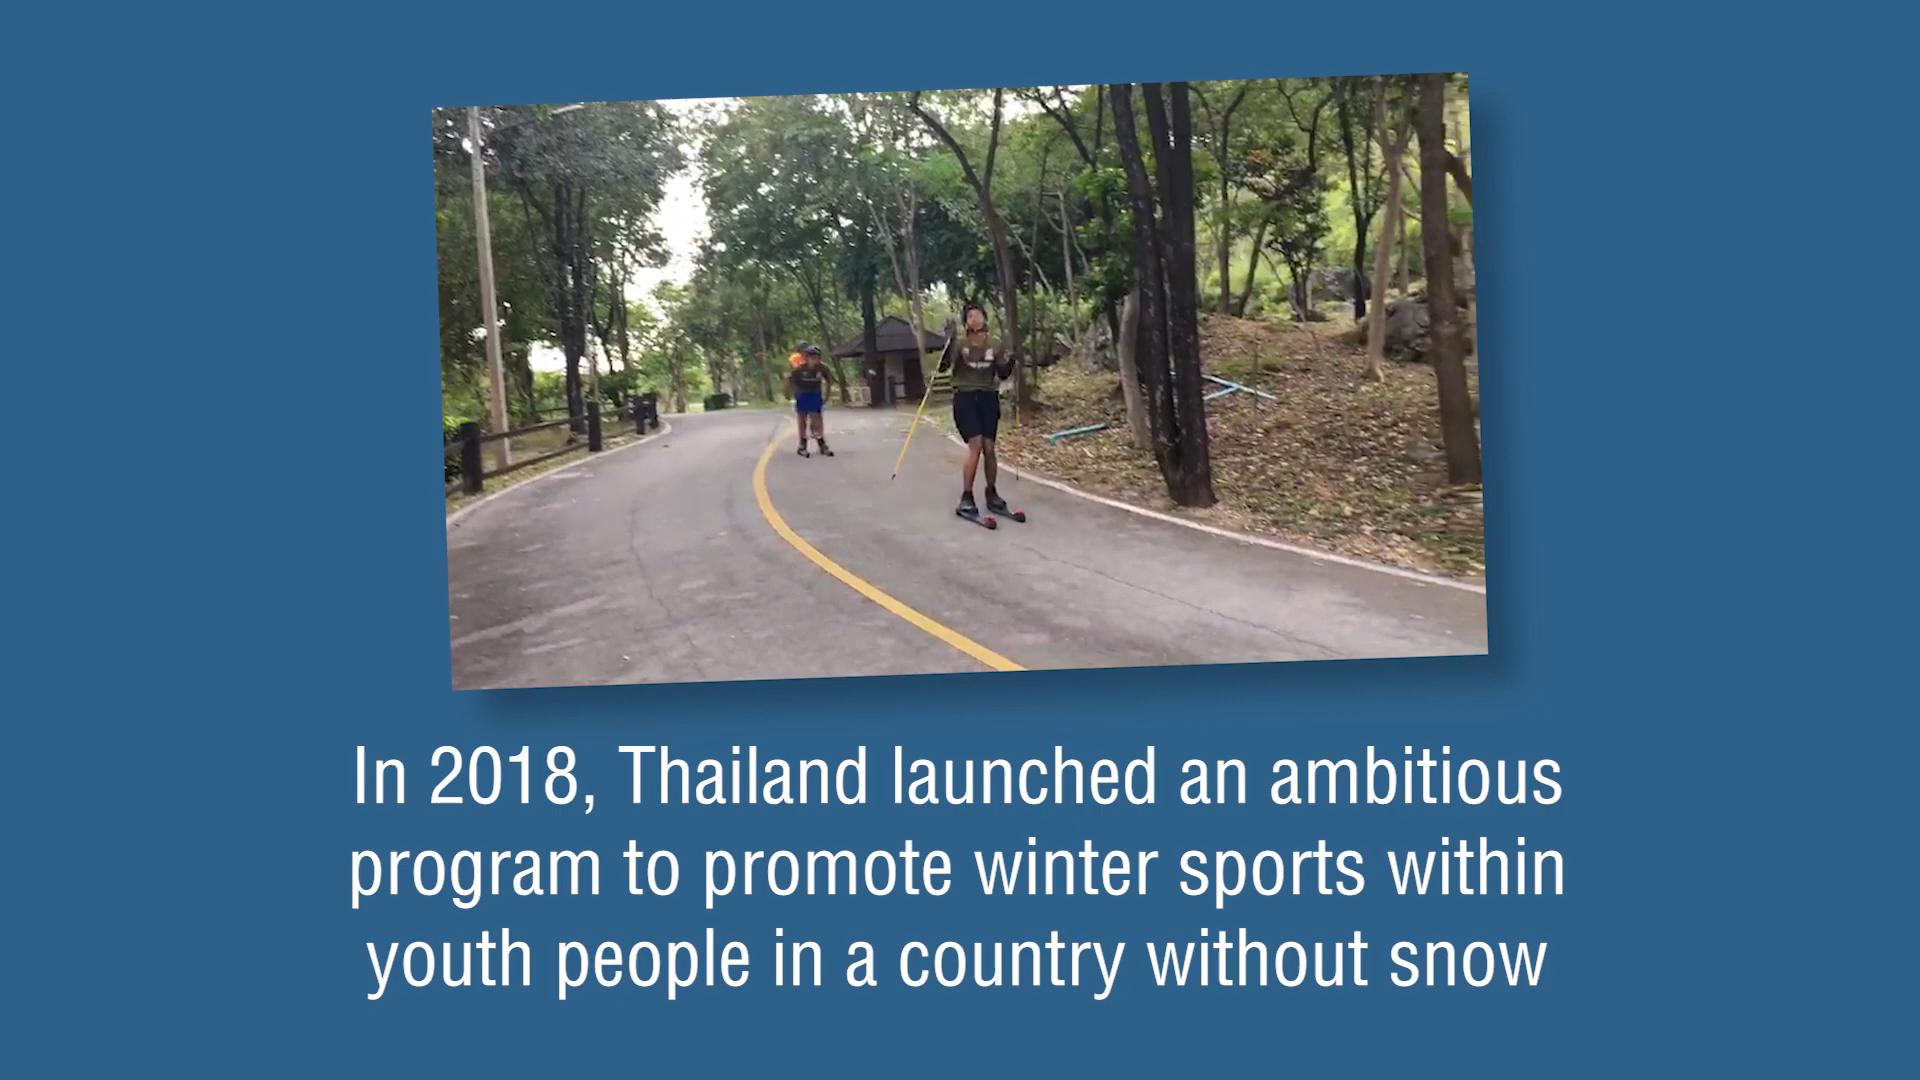 In 2018, Thailand launched an ambitious
program to promote winter sports within
youth people in a country without snow